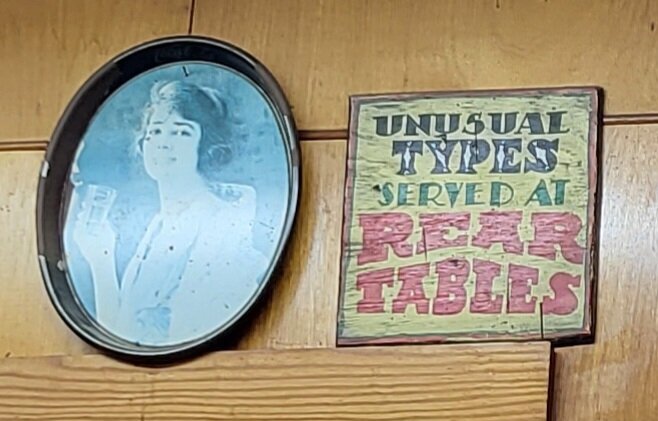 UNUSUAL
TYPES
SERVED AT
REAR
TABLES